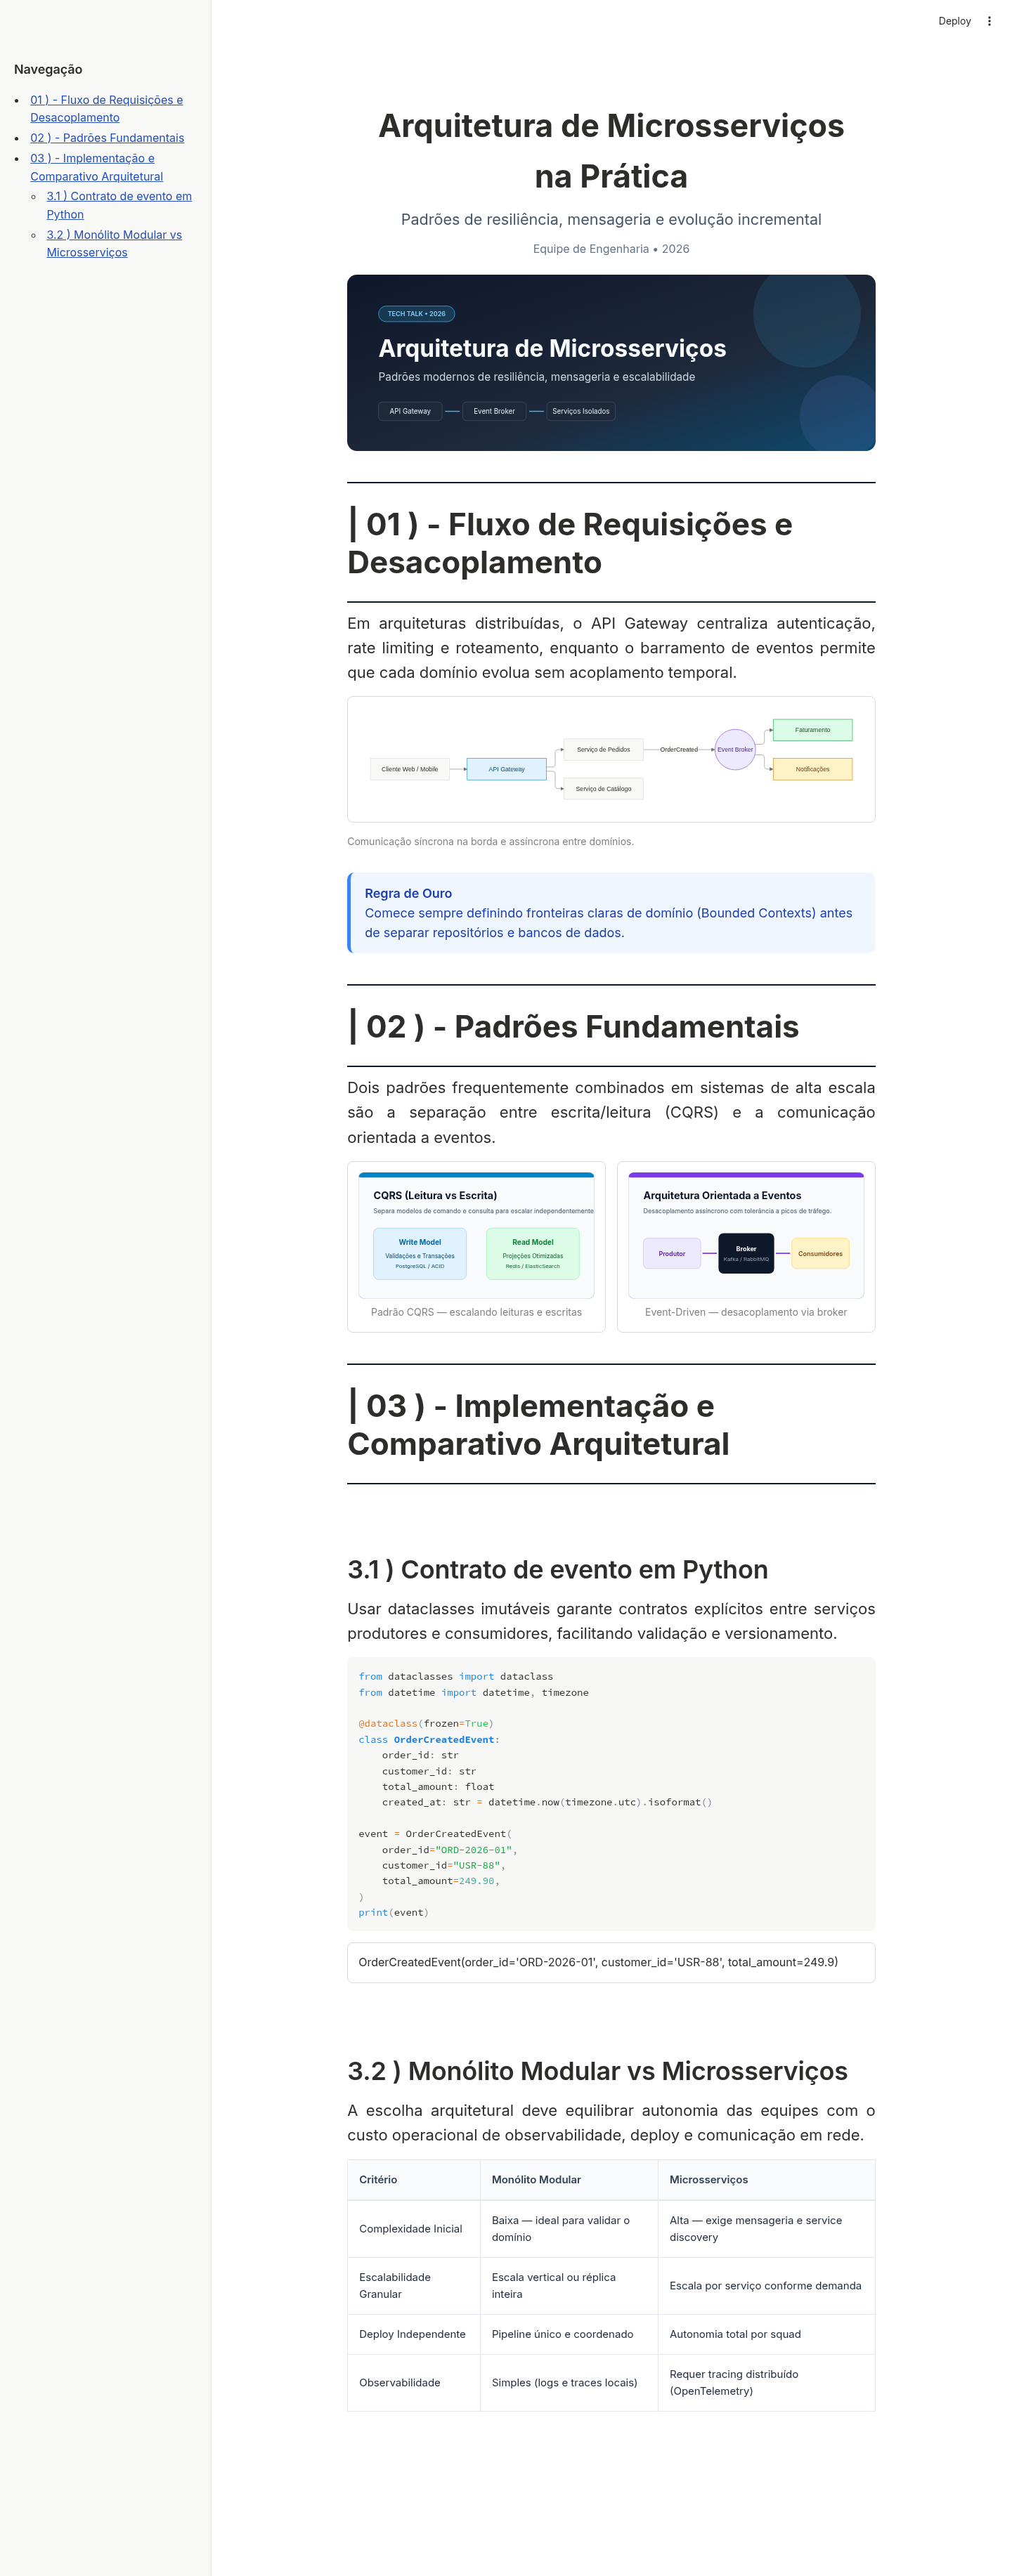 Deploy
Navegação
01 ) - Fluxo de Requisições e
Desacoplamento
02 ) - Padrões Fundamentais
03 ) - Implementação e
Comparativo Arquitetural
3.1 ) Contrato de evento em
Python
3.2 ) Monólito Modular vs
Microsserviços
Arquitetura de Microsserviços
na Prática
Padrões de resiliência, mensageria e evolução incremental
Equipe de Engenharia • 2026
TECH TALK • 2026
Arquitetura de Microsserviços
Padrões modernos de resiliência, mensageria e escalabilidade
API Gateway
Event Broker
Serviços Isolados
| 01 ) - Fluxo de Requisições e
Desacoplamento
Em arquiteturas distribuídas, o API Gateway centraliza autenticação,
rate limiting e roteamento, enquanto o barramento de eventos permite
que cada domínio evolua sem acoplamento temporal.
Cliente Web / Mobile
API Gateway
Serviço de Pedidos
Serviço de Catálogo
OrderCreated
Event Broker
Faturamento
Notificações
Comunicação síncrona na borda e assíncrona entre domínios.
Regra de Ouro
Comece sempre definindo fronteiras claras de domínio (Bounded Contexts) antes
de separar repositórios e bancos de dados.
| 02 ) - Padrões Fundamentais
Dois padrões frequentemente combinados em sistemas de alta escala
são a separação entre escrita/leitura (CQRS) e a comunicação
orientada a eventos.
CQRS (Leitura vs Escrita)
Separa modelos de comando e consulta para escalar independentemente
Write Model
Validações e Transações
PostgreSQL / ACID
Read Model
Projeções Otimizadas
Redis / ElasticSearch
Padrão CQRS — escalando leituras e escritas
Arquitetura Orientada a Eventos
Desacoplamento assíncrono com tolerância a picos de tráfego.
Produtor
Broker
Kafka / RabbitMQ
Consumidores
Event-Driven — desacoplamento via broker
| 03 ) - Implementação e
Comparativo Arquitetural
3.1 ) Contrato de evento em Python
Usar dataclasses imutáveis garante contratos explícitos entre serviços
produtores e consumidores, facilitando validação e versionamento.
from dataclasses import dataclass
from datetime import datetime, timezone
@dataclass(frozen=True)
class OrderCreatedEvent:
    order_id: str
    customer_id: str
    total_amount: float
    created_at: str = datetime.now(timezone.utc).isoformat()
event = OrderCreatedEvent(
    order_id="ORD-2026-01",
    customer_id="USR-88",
    total_amount=249.90,
)
print(event)
OrderCreatedEvent(order_id='ORD-2026-01', customer_id='USR-88', total_amount=249.9)
3.2 ) Monólito Modular vs Microsserviços
A escolha arquitetural deve equilibrar autonomia das equipes com o
custo operacional de observabilidade, deploy e comunicação em rede.
Critério
Monólito Modular
Microsserviços
Complexidade Inicial
Baixa — ideal para validar o
domínio
Alta — exige mensageria e service
discovery
Escalabilidade
Granular
Escala vertical ou réplica
inteira
Escala por serviço conforme demanda
Deploy Independente
Pipeline único e coordenado
Autonomia total por squad
Observabilidade
Simples (logs e traces locais)
Requer tracing distribuído
(OpenTelemetry)